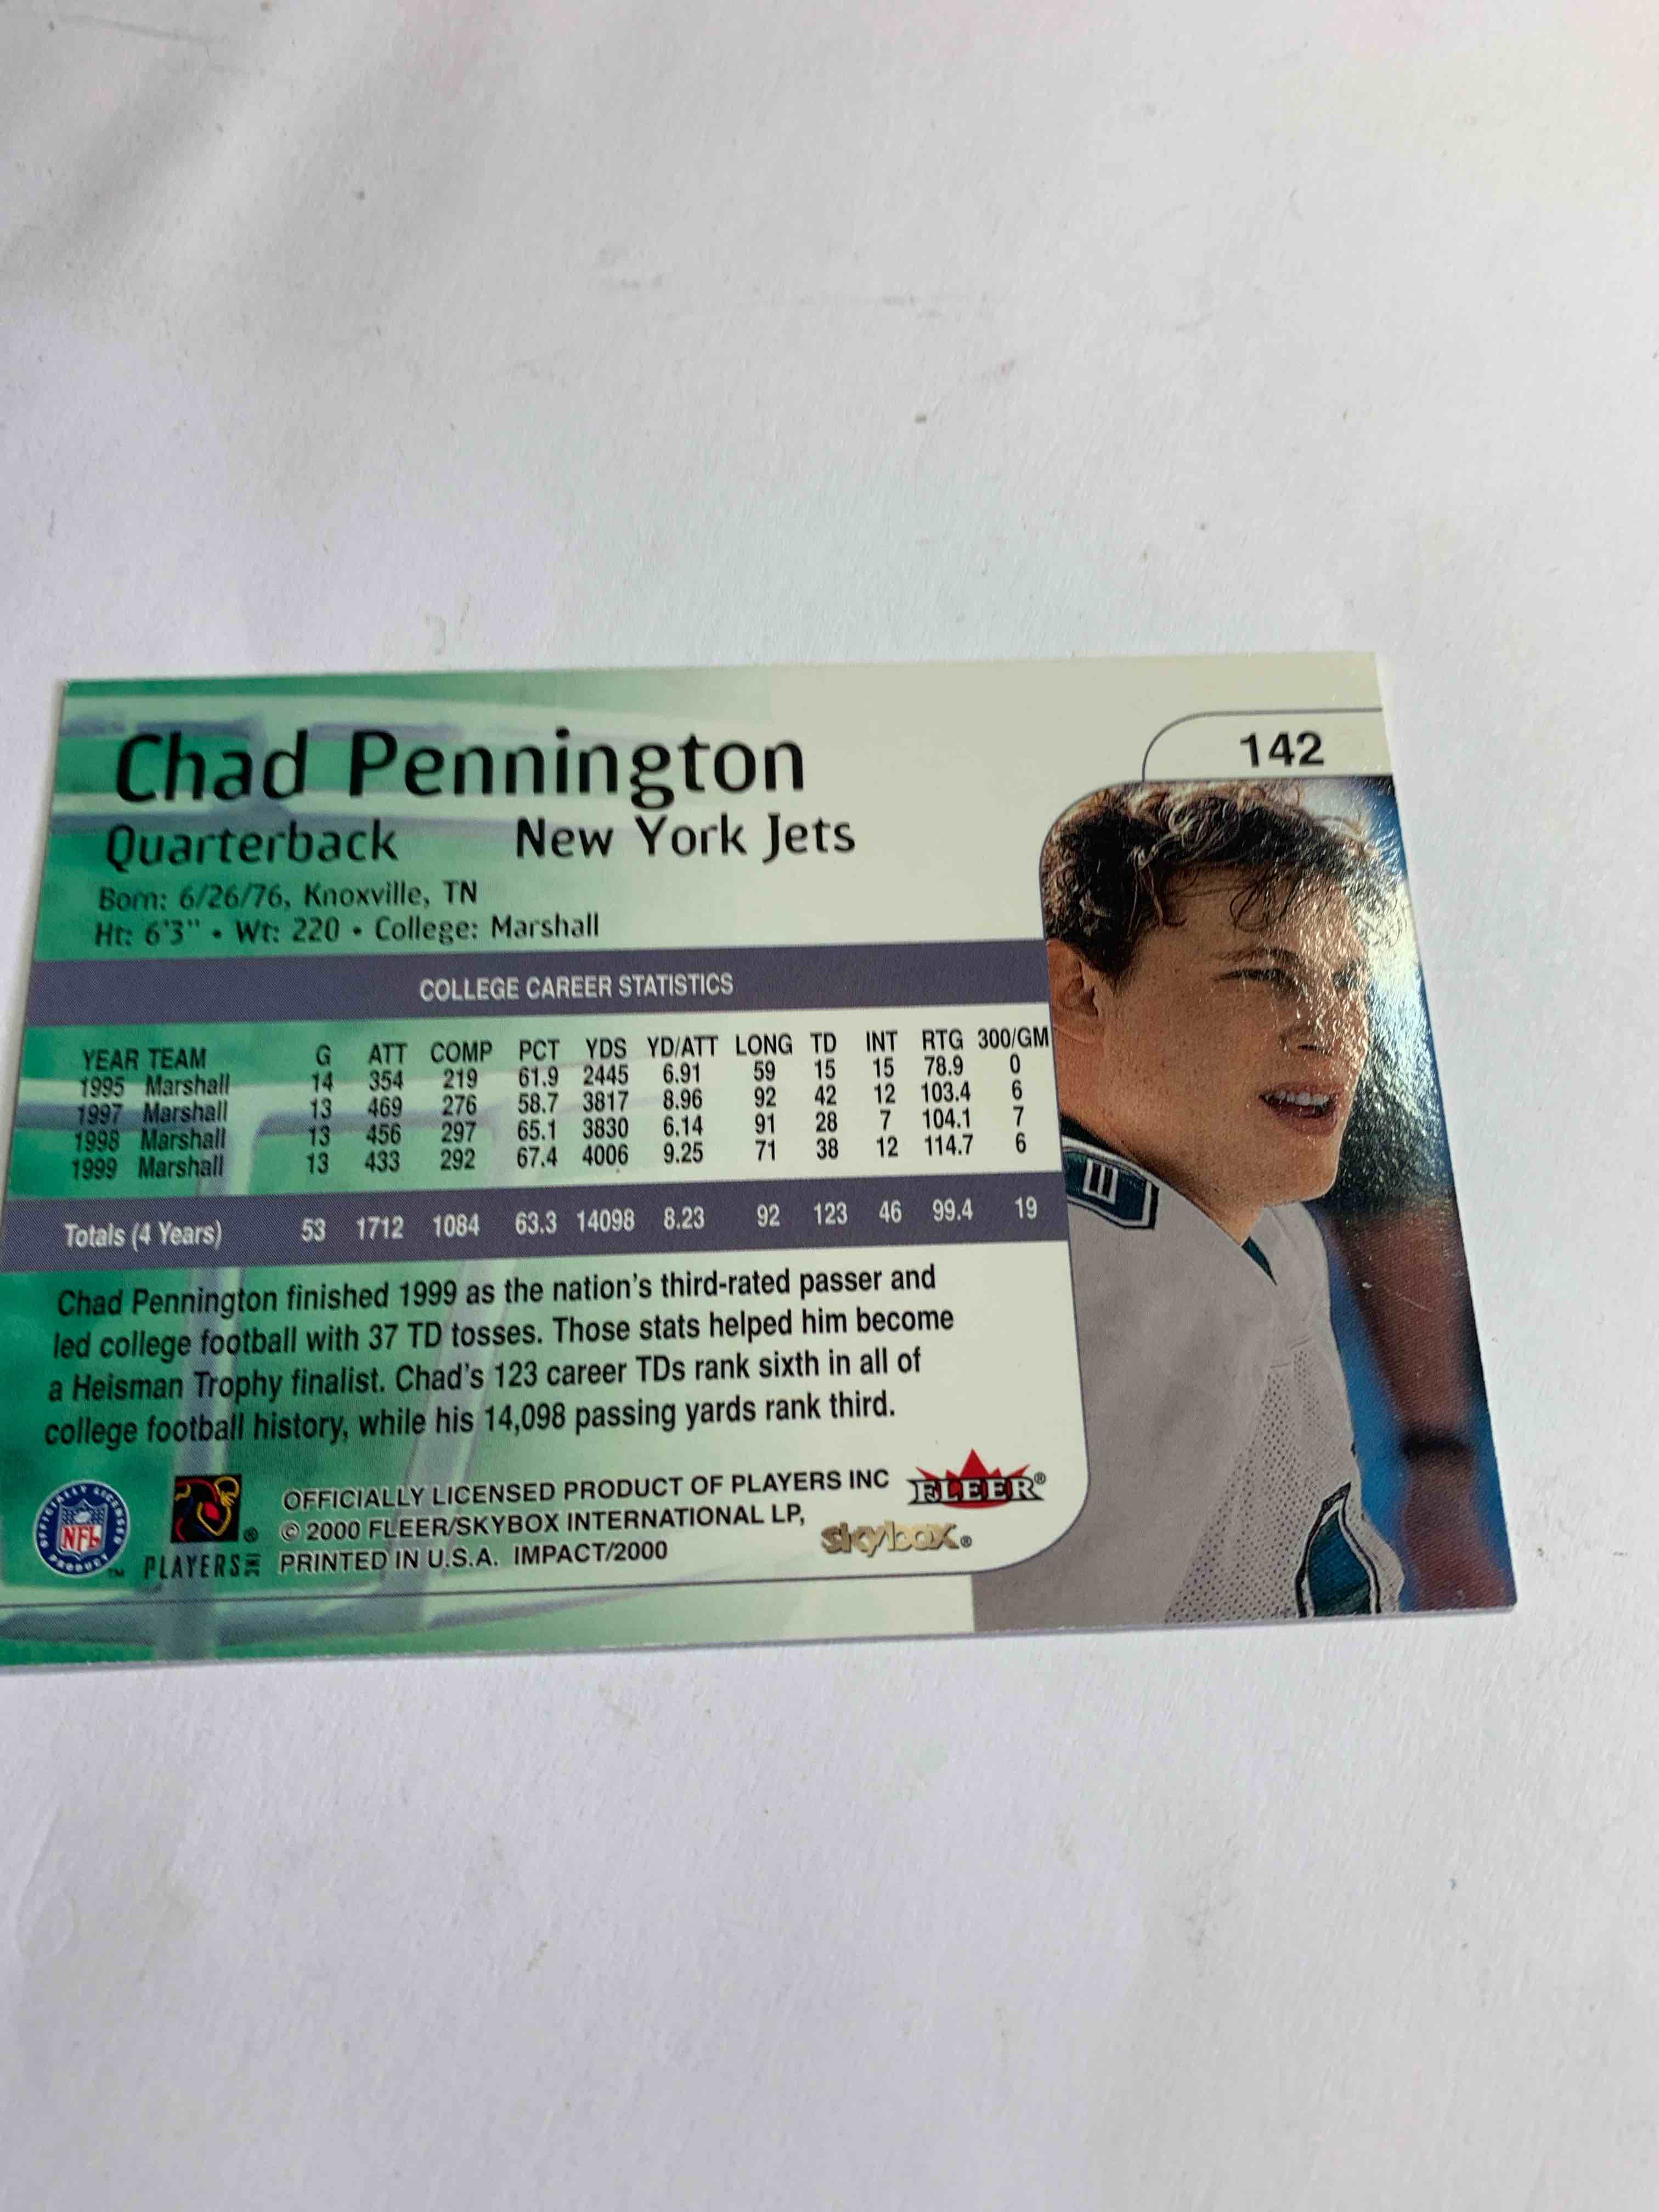 Chad Pennington
142
Quarterback New York Jets
Born: 6/26/76, Knoxville, TN
Ht: 6'3" • Wt: 220 • College: Marshall
COLLEGE CAREER STATISTICS
YEAR TEAM G ATT COMP PCT YDS YD/ATT LONG TD INT RTG 300/GM
1995 Marshall 14 354 219 61.9 2445 6.91 59 15 15 78.9 0
1997 Marshall 13 469 276 58.7 3817 8.96 92 42 12 103.4 6
1998 Marshall 13 456 297 65.1 3830 6.14 91 28 7 104.1 7
1999 Marshall 13 433 292 67.4 4006 9.25 71 38 12 114.7 6
Totals (4 Years) 53 1712 1084 63.3 14098 8.23 92 123 46 99.4 19
Chad Pennington finished 1999 as the nation's third-rated passer and
led college football with 37 TD tosses. Those stats helped him become
a Heisman Trophy finalist. Chad's 123 career TDs rank sixth in all of
college football history, while his 14,098 passing yards rank third.
OFFICIALLY LICENSED PRODUCT NFL ™
PLAYERS INC ®
OFFICIALLY LICENSED PRODUCT OF PLAYERS INC
© 2000 FLEER/SKYBOX INTERNATIONAL LP,
PRINTED IN U.S.A. IMPACT/2000
FLEER®
skybox®